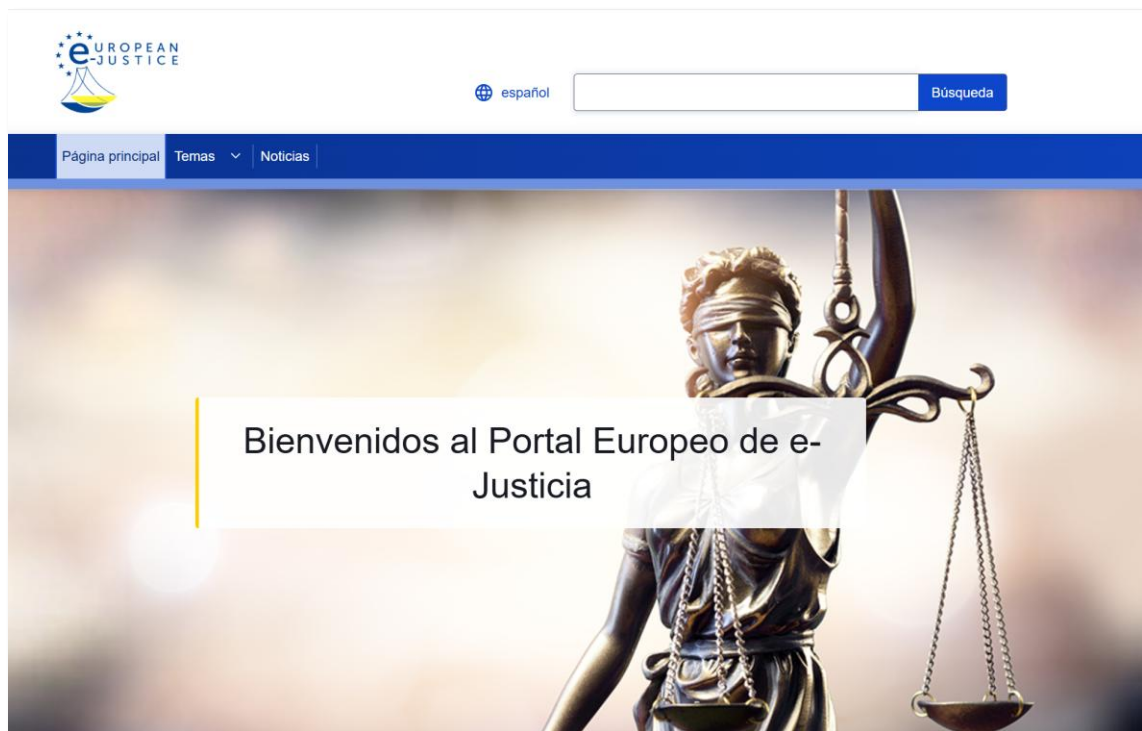 EUROPEAN
e-JUSTICE
español
Búsqueda
Página principal
Temas
Noticias
Bienvenidos al Portal Europeo de e-
Justicia